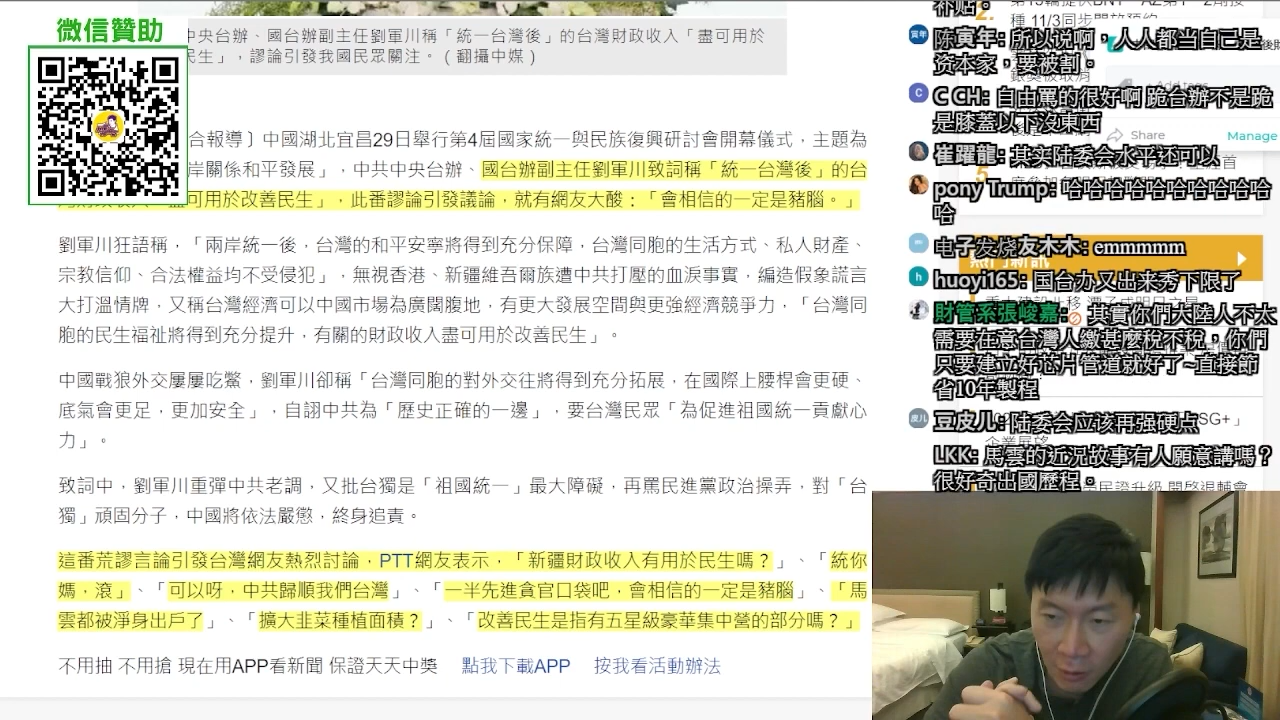 微信贊助
中央台辦、國台辦副主任劉軍川稱「統一台灣後」的台灣財政收入「盡可用於
民生」，謬論引發我國民眾關注。（翻攝中媒）
合報導〕中國湖北宜昌29日舉行第4屆國家統一與民族復興研討會開幕儀式，主題為
岸關係和平發展」，中共中央台辦、國台辦副主任劉軍川致詞稱「統一台灣後」的台
可用於改善民生」，此番謬論引發議論，就有網友大酸：「會相信的一定是豬腦。」
劉軍川狂語稱，「兩岸統一後，台灣的和平安寧將得到充分保障，台灣同胞的生活方式、私人財產、
宗教信仰、合法權益均不受侵犯」，無視香港、新疆維吾爾族遭中共打壓的血淚事實，編造假象謊言
大打溫情牌，又稱台灣經濟可以中國市場為廣闊腹地，有更大發展空間與更強經濟競爭力，「台灣同
胞的民生福祉將得到充分提升，有關的財政收入盡可用於改善民生」。
中國戰狼外交屢屢吃鱉，劉軍川卻稱「台灣同胞的對外交往將得到充分拓展，在國際上腰桿會更硬、
底氣會更足，更加安全」，自詡中共為「歷史正確的一邊」，要台灣民眾「為促進祖國統一貢獻心
力」。
致詞中，劉軍川重彈中共老調，又批台獨是「祖國統一」最大障礙，再罵民進黨政治操弄，對「台
獨」頑固分子，中國將依法嚴懲，終身追責。
這番荒謬言論引發台灣網友熱烈討論，PTT網友表示，「新疆財政收入有用於民生嗎？」、「統你
媽，滾」、「可以呀，中共歸順我們台灣」、「一半先進貪官口袋吧，會相信的一定是豬腦」、「馬
雲都被淨身出戶了」、「擴大韭菜種植面積？」、「改善民生是指有五星級豪華集中營的部分嗎？」
不用抽 不用搶 現在用APP看新聞 保證天天中獎 點我下載APP 按我看活動辦法
补贴。
種 11/3同步開放預約
陈寅年: 所以说啊，人人都当自己是
资本家，要被割。
C CH: 自由罵的很好啊 跪台辦不是跪
是膝蓋以下沒東西
Share
Manage
崔躍龍: 其实陆委会水平还可以
pony Trump: 哈哈哈哈哈哈哈哈哈哈
哈
电子发烧友木木: emmmmm
熱門新訊
huoyi165: 国台办又出来秀下限了
財管系張峻嘉: 其實你們大陸人不太
需要在意台灣人繳甚麼稅不稅，你們
只要建立好芯片管道就好了~直接節
省10年製程
豆皮儿: 陆委会应该再强硬点
SG+」
企業展望
LKK: 馬雲的近況故事有人願意講嗎？
很好奇出國歷程。